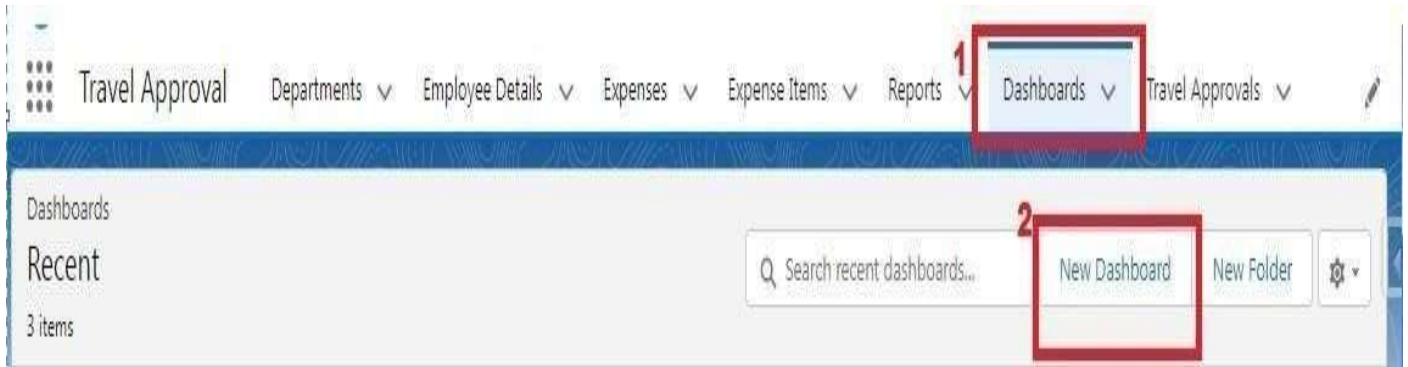 1
Travel Approval Departments Employee Details Expenses Expense Items Reports Dashboards Travel Approvals
Dashboards
Recent
3 items
2
Search recent dashboards... New Dashboard New Folder